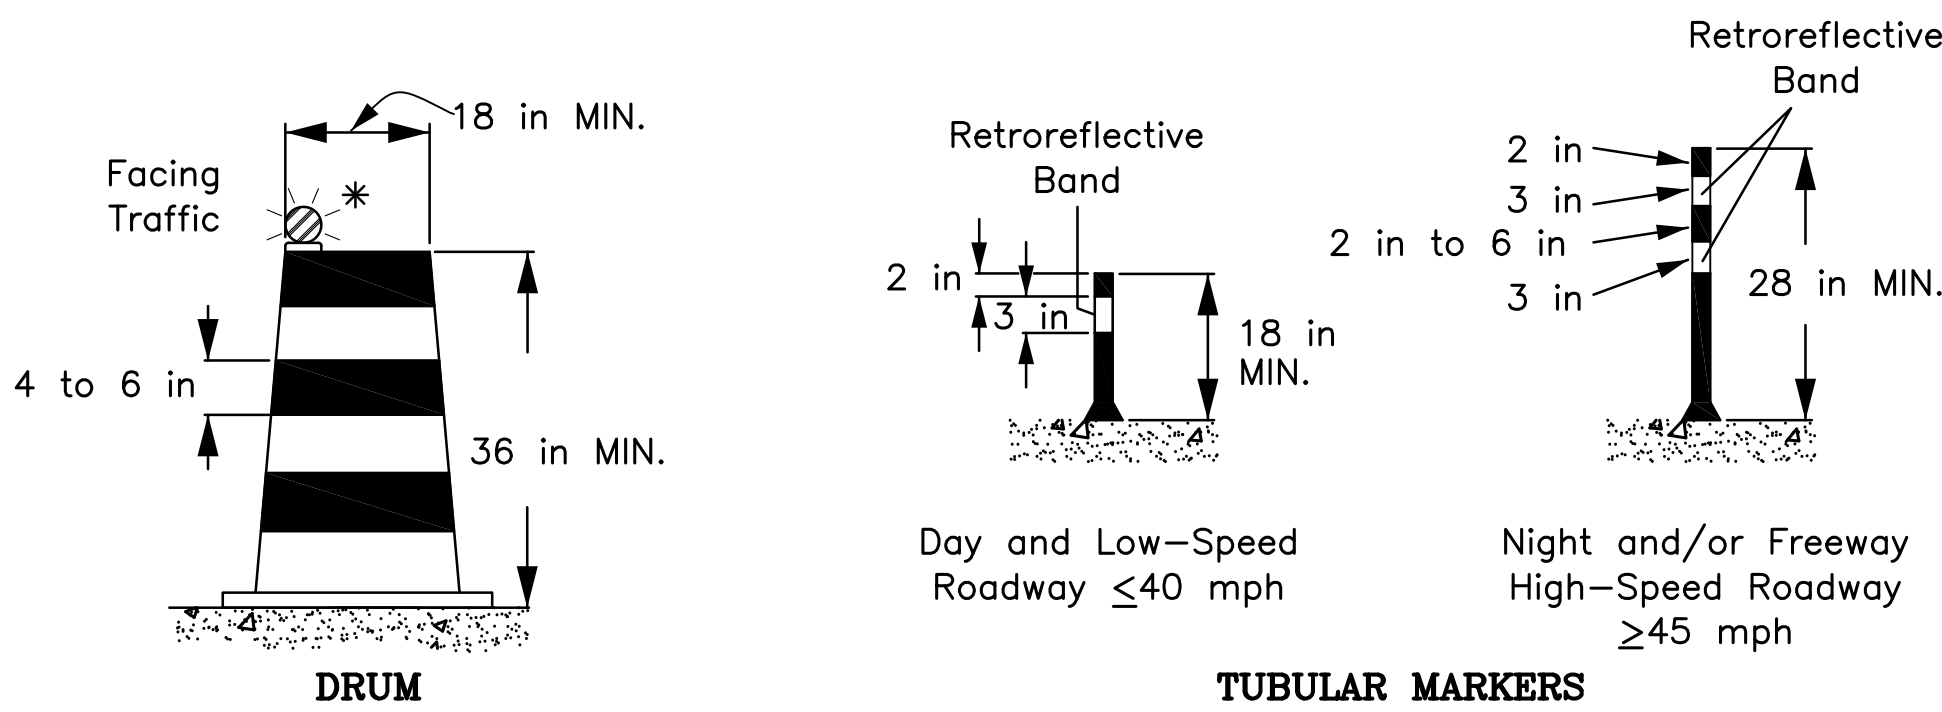 18 in MIN.
Facing
Traffic
*
4 to 6 in
36 in MIN.
DRUM
Retroreflective
Band
2 in
3 in
18 in
MIN.
Day and Low-Speed
Roadway ≤40 mph
Retroreflective
Band
2 in
3 in
2 in to 6 in
3 in
28 in MIN.
Night and/or Freeway
High-Speed Roadway
≥45 mph
TUBULAR MARKERS